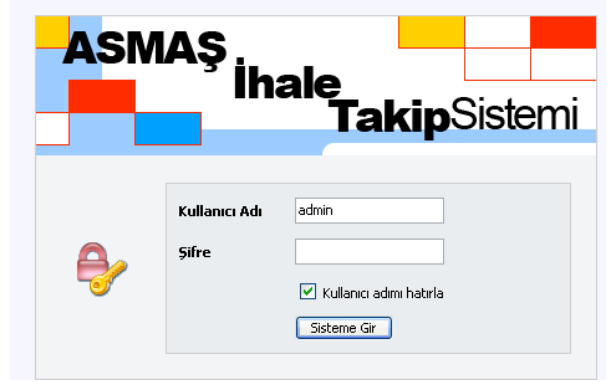 ASMAŞ
İhale
TakipSistemi
Kullanıcı Adı admin
Şifre
Kullanıcı adımı hatırla
Sisteme Gir